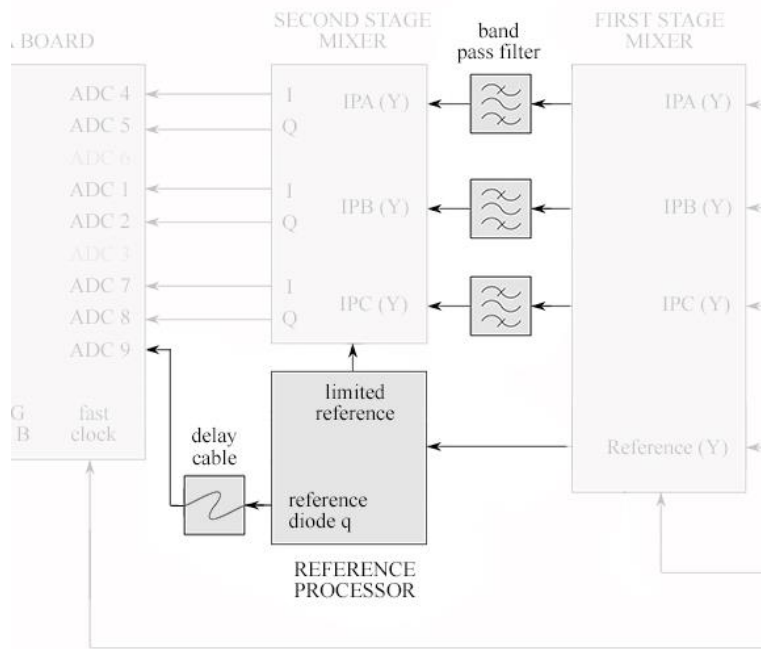 SECOND STAGE
MIXER
band
pass filter
FIRST STAGE
MIXER
A BOARD
ADC 4
ADC 5
ADC 6
ADC 1
ADC 2
ADC 3
ADC 7
ADC 8
ADC 9
G
B
fast
clock
I
Q
I
Q
I
Q
IPA (Y)
IPB (Y)
IPC (Y)
IPA (Y)
IPB (Y)
IPC (Y)
Reference (Y)
limited
reference
delay
cable
reference
diode q
REFERENCE
PROCESSOR